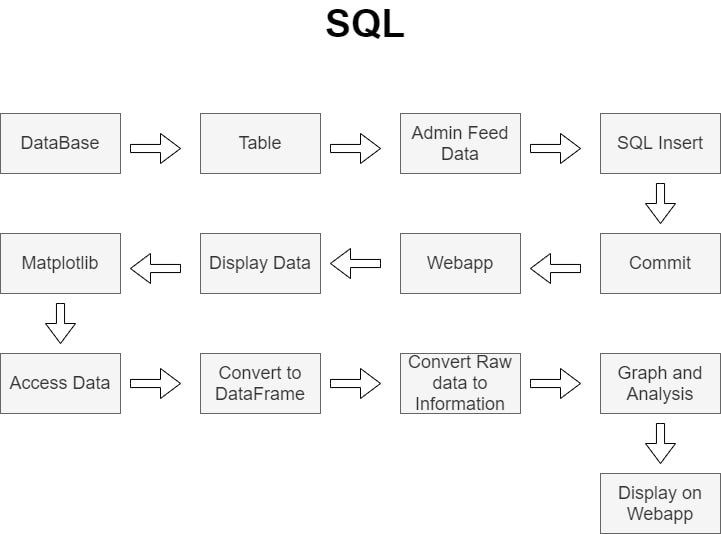 SQL
DataBase
Table
Admin Feed
Data
SQL Insert
Matplotlib
Display Data
Webapp
Commit
Access Data
Convert to
DataFrame
Convert Raw
data to
Information
Graph and
Analysis
Display on
Webapp